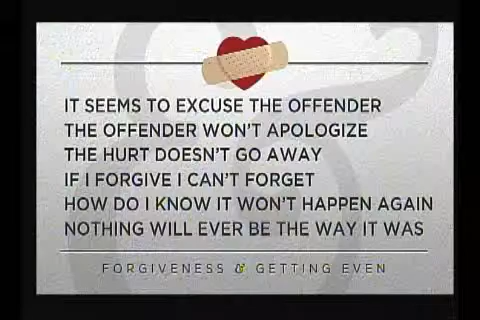 IT SEEMS TO EXCUSE THE OFFENDER
THE OFFENDER WON'T APOLOGIZE
THE HURT DOESN'T GO AWAY
IF I FORGIVE I CAN'T FORGET
HOW DO I KNOW IT WON'T HAPPEN AGAIN
NOTHING WILL EVER BE THE WAY IT WAS
FORGIVENESS & GETTING EVEN